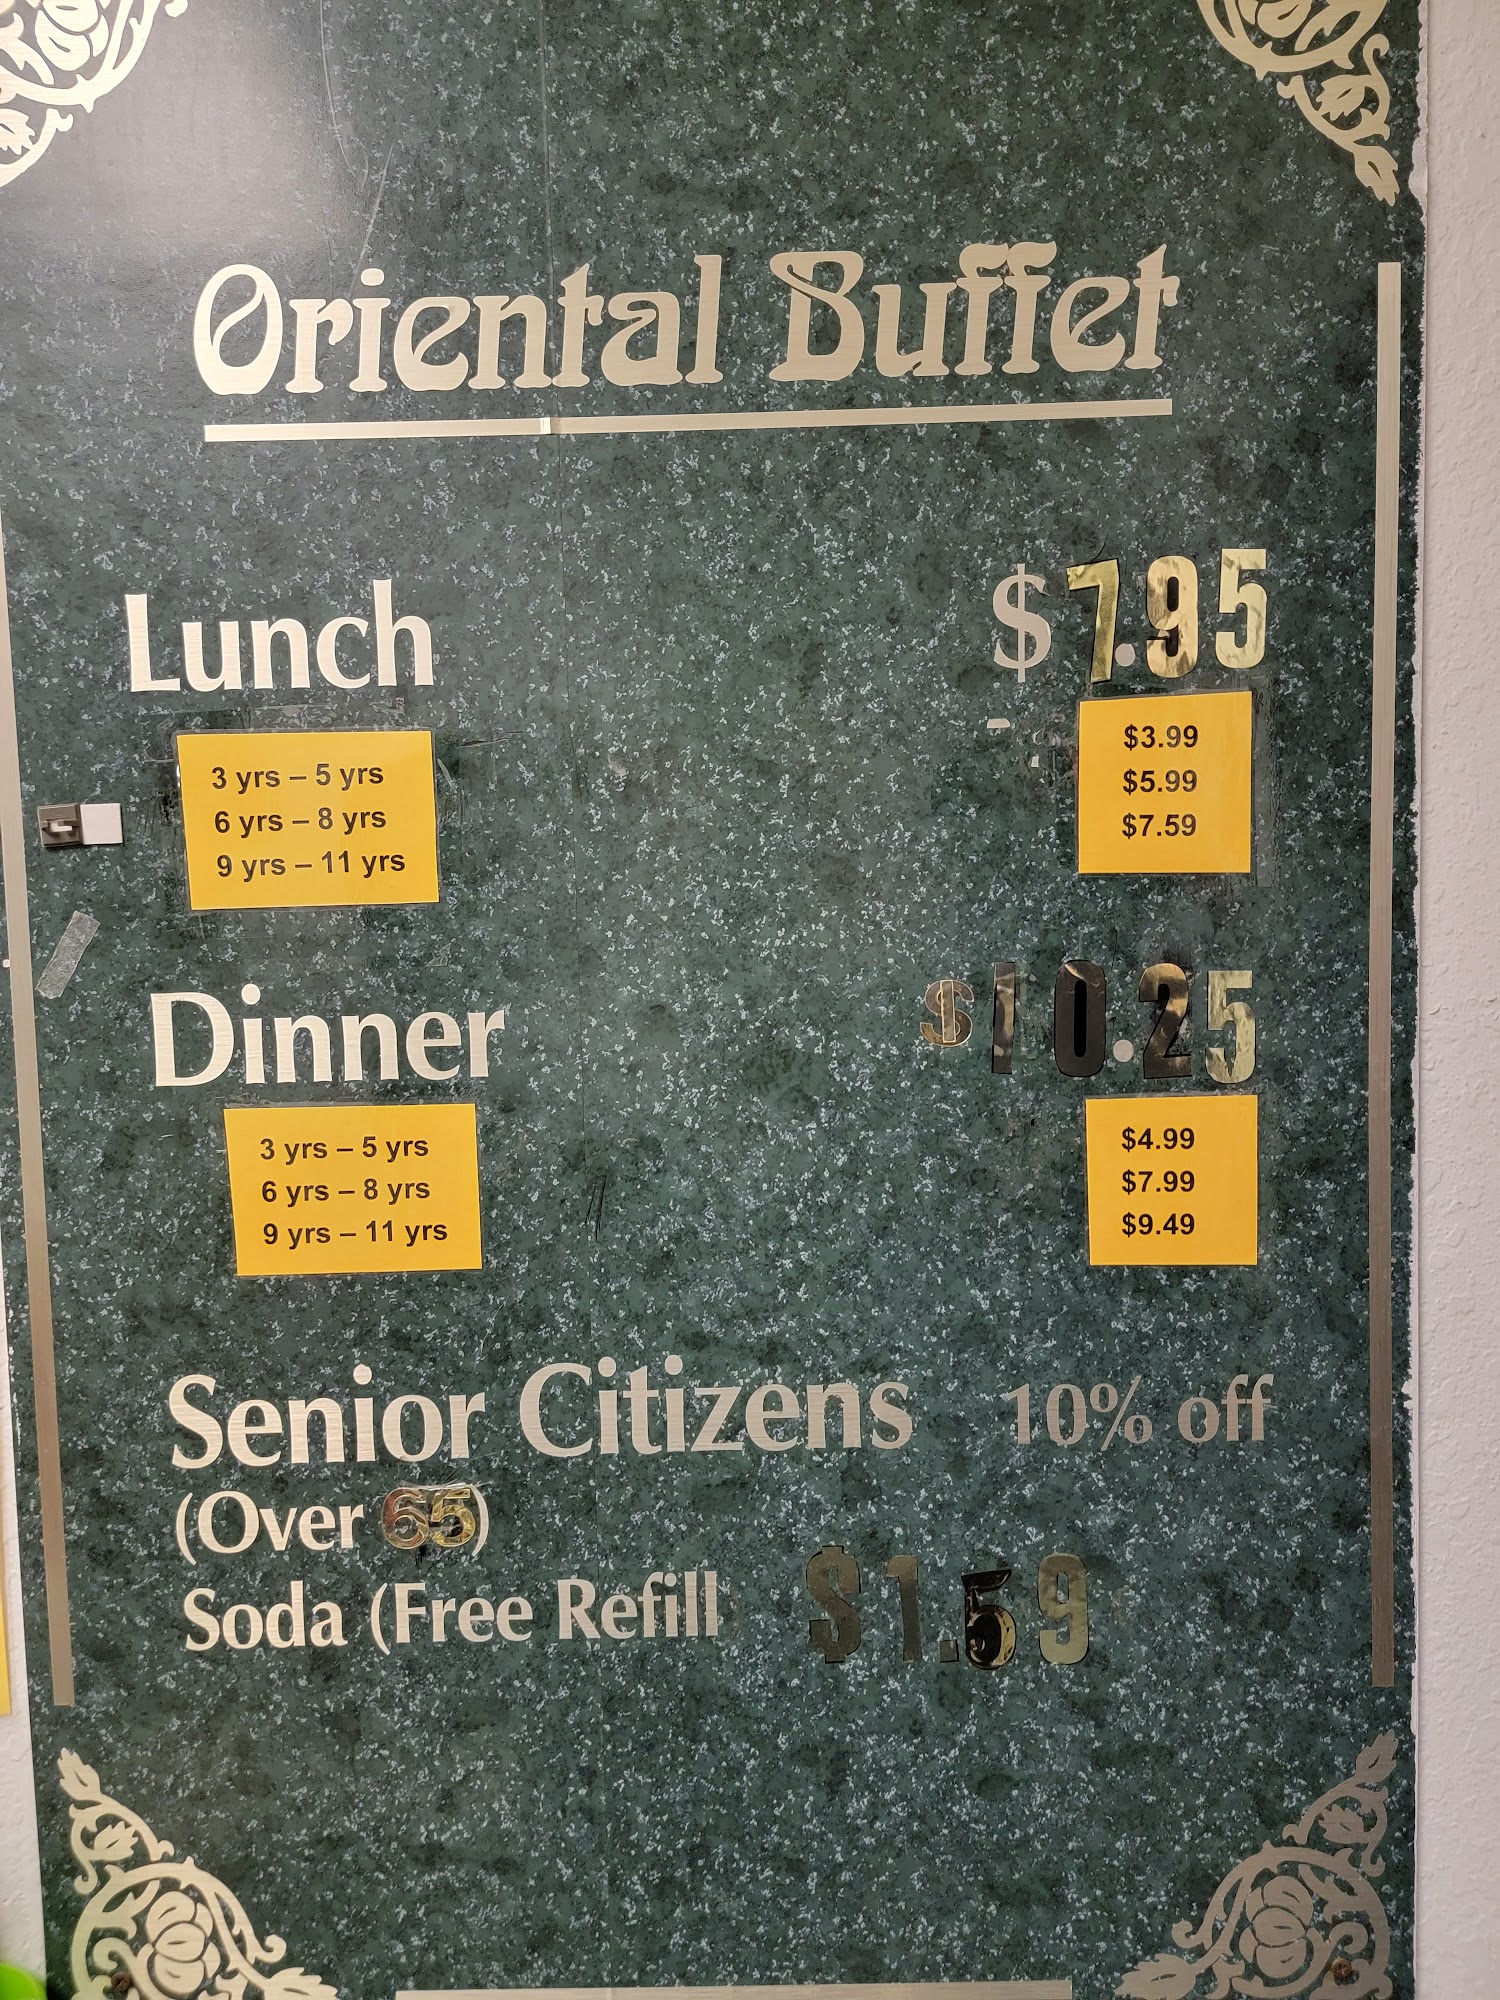 Oriental Buffet
Lunch $7.95
3 yrs – 5 yrs $3.99
6 yrs – 8 yrs $5.99
9 yrs – 11 yrs $7.59
Dinner $10.25
3 yrs – 5 yrs $4.99
6 yrs – 8 yrs $7.99
9 yrs – 11 yrs $9.49
Senior Citizens 10% off
(Over 65)
Soda (Free Refill $1.59